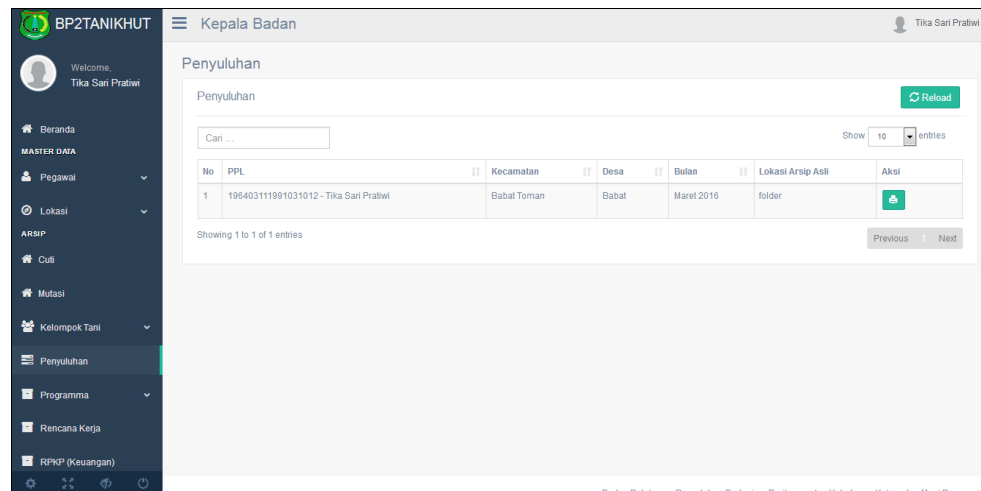 BP2TANIKHUT
Kepala Badan
Tika Sari Pratiwi
Welcome,
Tika Sari Pratiwi
Beranda
MASTER DATA
Pegawai
Lokasi
ARSIP
Cuti
Mutasi
Kelompok Tani
Penyuluhan
Programma
Rencana Kerja
RPKP (Keuangan)
Penyuluhan
Penyuluhan
Reload
Cari ...
Show 10 entries
No PPL Kecamatan Desa Bulan Lokasi Arsip Asli Aksi
1 196403111991031012 - Tika Sari Pratiwi Babat Toman Babat Maret 2016 folder
Showing 1 to 1 of 1 entries
Previous 1 Next